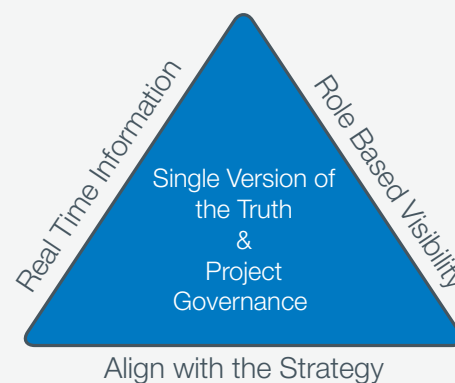 Real Time Information
Role Based Visibility
Single Version of
the Truth
&
Project
Governance
Align with the Strategy